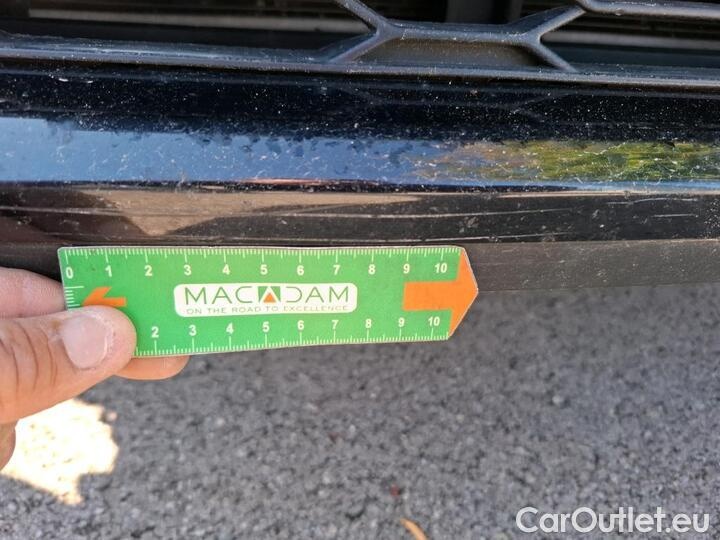 0 1 2 3 4 5 6 7 8 9 10
MACADAM
ON THE ROAD TO EXCELLENCE
2 3 4 5 6 7 8 9 10
CarOutlet.eu